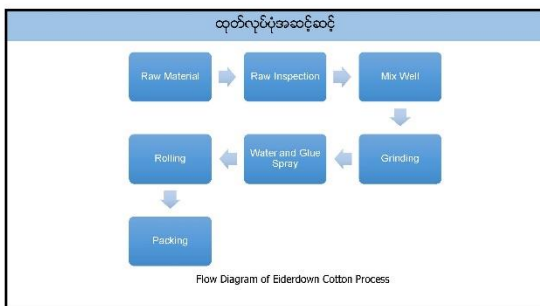 ထုတ်လုပ်ပုံအဆင့်ဆင့်
Raw Material
Raw Inspection
Mix Well
Grinding
Water and Glue
Spray
Rolling
Packing
Flow Diagram of Eiderdown Cotton Process